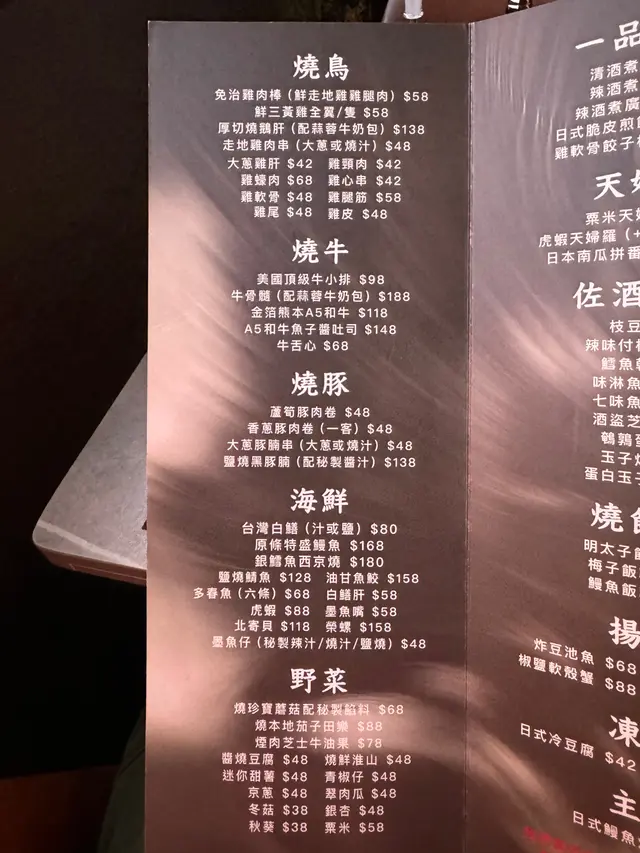 燒鳥
免治雞肉棒（鮮走地雞雞腿肉）$58
鮮三黃雞全翼/隻 $58
厚切燒鵝肝（配蒜蓉牛奶包）$138
走地雞肉串（大蔥或燒汁）$48
大蔥雞肝 $42 雞頸肉 $42
雞蠔肉 $68 雞心串 $42
雞軟骨 $48 雞腿筋 $58
雞尾 $48 雞皮 $48
燒牛
美國頂級牛小排 $98
牛骨髓（配蒜蓉牛奶包）$188
金箔熊本A5和牛 $118
A5和牛魚子醬吐司 $148
牛舌心 $68
燒豚
蘆筍豚肉卷 $48
香蔥豚肉卷（一客）$48
大蔥豚腩串（大蔥或燒汁）$48
鹽燒黑豚腩（配秘製醬汁）$138
海鮮
台灣白鱔（汁或鹽）$80
原條特盛鰻魚 $168
銀鱈魚西京燒 $180
鹽燒鯖魚 $128 油甘魚鮫 $158
多春魚（六條）$68 白鱔肝 $58
虎蝦 $88 墨魚嘴 $58
北寄貝 $118 榮螺 $158
墨魚仔（秘製辣汁/燒汁/鹽燒）$48
野菜
燒珍寶蘑菇配秘製餡料 $68
燒本地茄子田樂 $88
煙肉芝士牛油果 $78
醬燒豆腐 $48 燒鮮淮山 $48
迷你甜薯 $48 青椒仔 $48
京蔥 $48 翠肉瓜 $48
冬菇 $38 銀杏 $48
秋葵 $38 粟米 $58
一品
清酒煮
辣酒煮
辣酒煮廣
日式脆皮煎
雞軟骨餃子
天
粟米天
虎蝦天婦羅（+
日本南瓜拼番
佐酒
枝豆
辣味付
鱈魚
味淋魚
七味魚
酒盜芝
鵪鶉
玉子
蛋白玉子
燒
明太子
梅子飯
鰻魚飯
揚
炸豆池魚 $68
椒鹽軟殼蟹 $88
凍
日式冷豆腐 $42
主
日式鰻魚